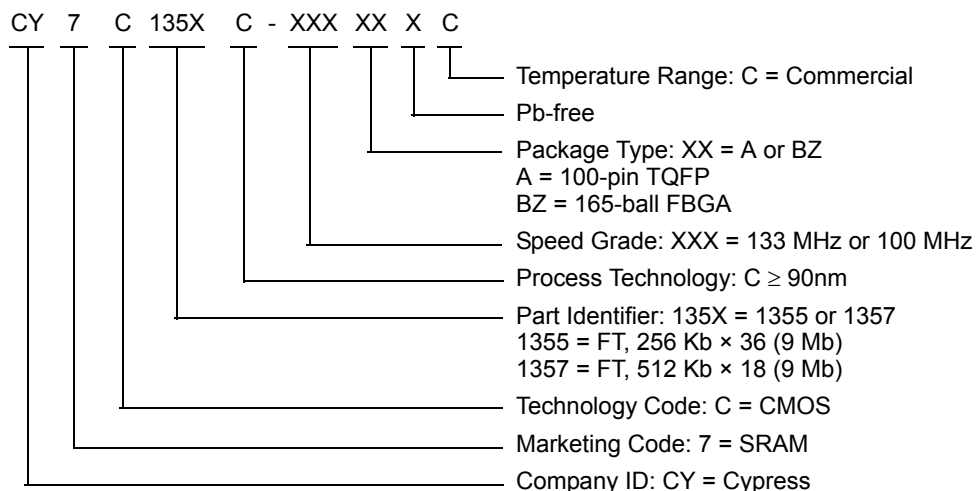 CY 7 C 135X C - XXX XX X C
Temperature Range: C = Commercial
Pb-free
Package Type: XX = A or BZ
A = 100-pin TQFP
BZ = 165-ball FBGA
Speed Grade: XXX = 133 MHz or 100 MHz
Process Technology: C ≥ 90nm
Part Identifier: 135X = 1355 or 1357
1355 = FT, 256 Kb × 36 (9 Mb)
1357 = FT, 512 Kb × 18 (9 Mb)
Technology Code: C = CMOS
Marketing Code: 7 = SRAM
Company ID: CY = Cypress